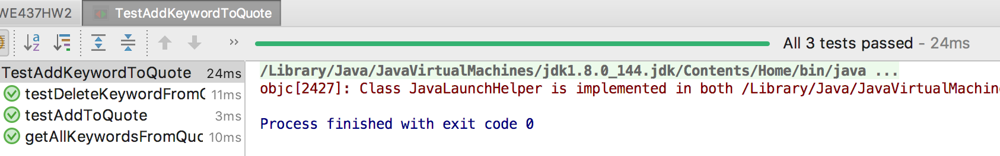 WE437HW2 TestAddKeywordToQuote
All 3 tests passed - 24ms
TestAddKeywordToQuote 24ms
testDeleteKeywordFrom 11ms
testAddToQuote 3ms
getAllKeywordsFromQuo 10ms
/Library/Java/JavaVirtualMachines/jdk1.8.0_144.jdk/Contents/Home/bin/java ...
objc[2427]: Class JavaLaunchHelper is implemented in both /Library/Java/JavaVirtualMachin
Process finished with exit code 0